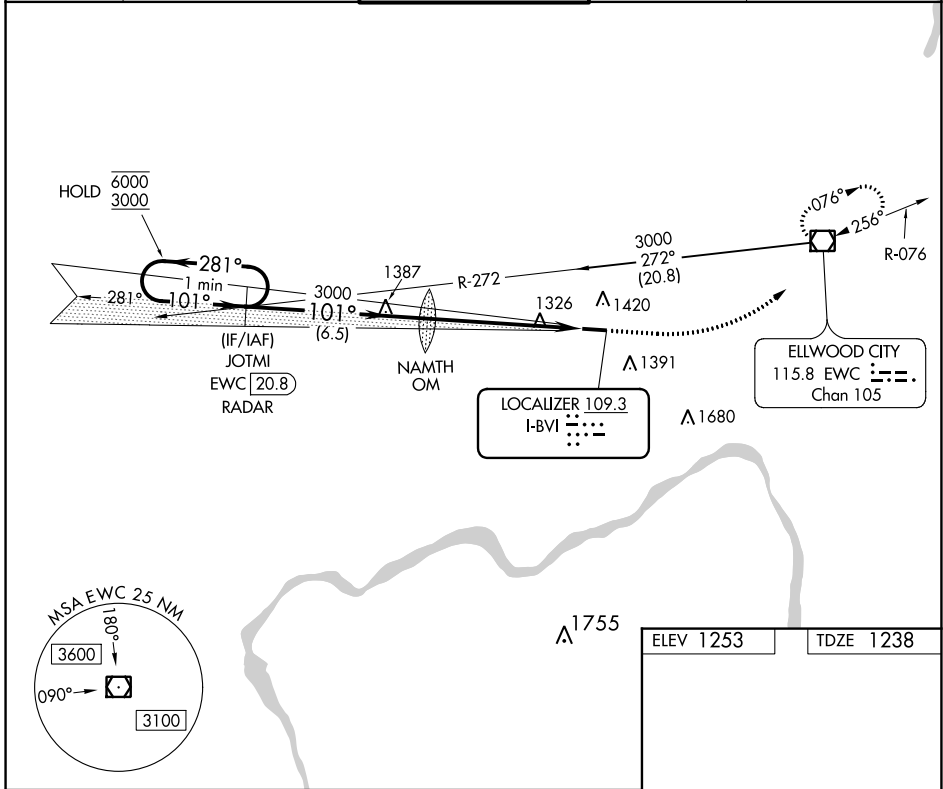 HOLD 6000
3000
281°
1 min
281° 101°
3000
101°
(6.5)
1387
R-272
3000
272°
(20.8)
076°
256°
R-076
1326
1420
1391
1680
(IF/IAF)
JOTMI
EWC 20.8
RADAR
NAMTH
OM
LOCALIZER 109.3
I-BVI
ELLWOOD CITY
115.8 EWC
Chan 105
MSA EWC 25 NM
180°
3600
090°
3100
1755
ELEV 1253
TDZE 1238